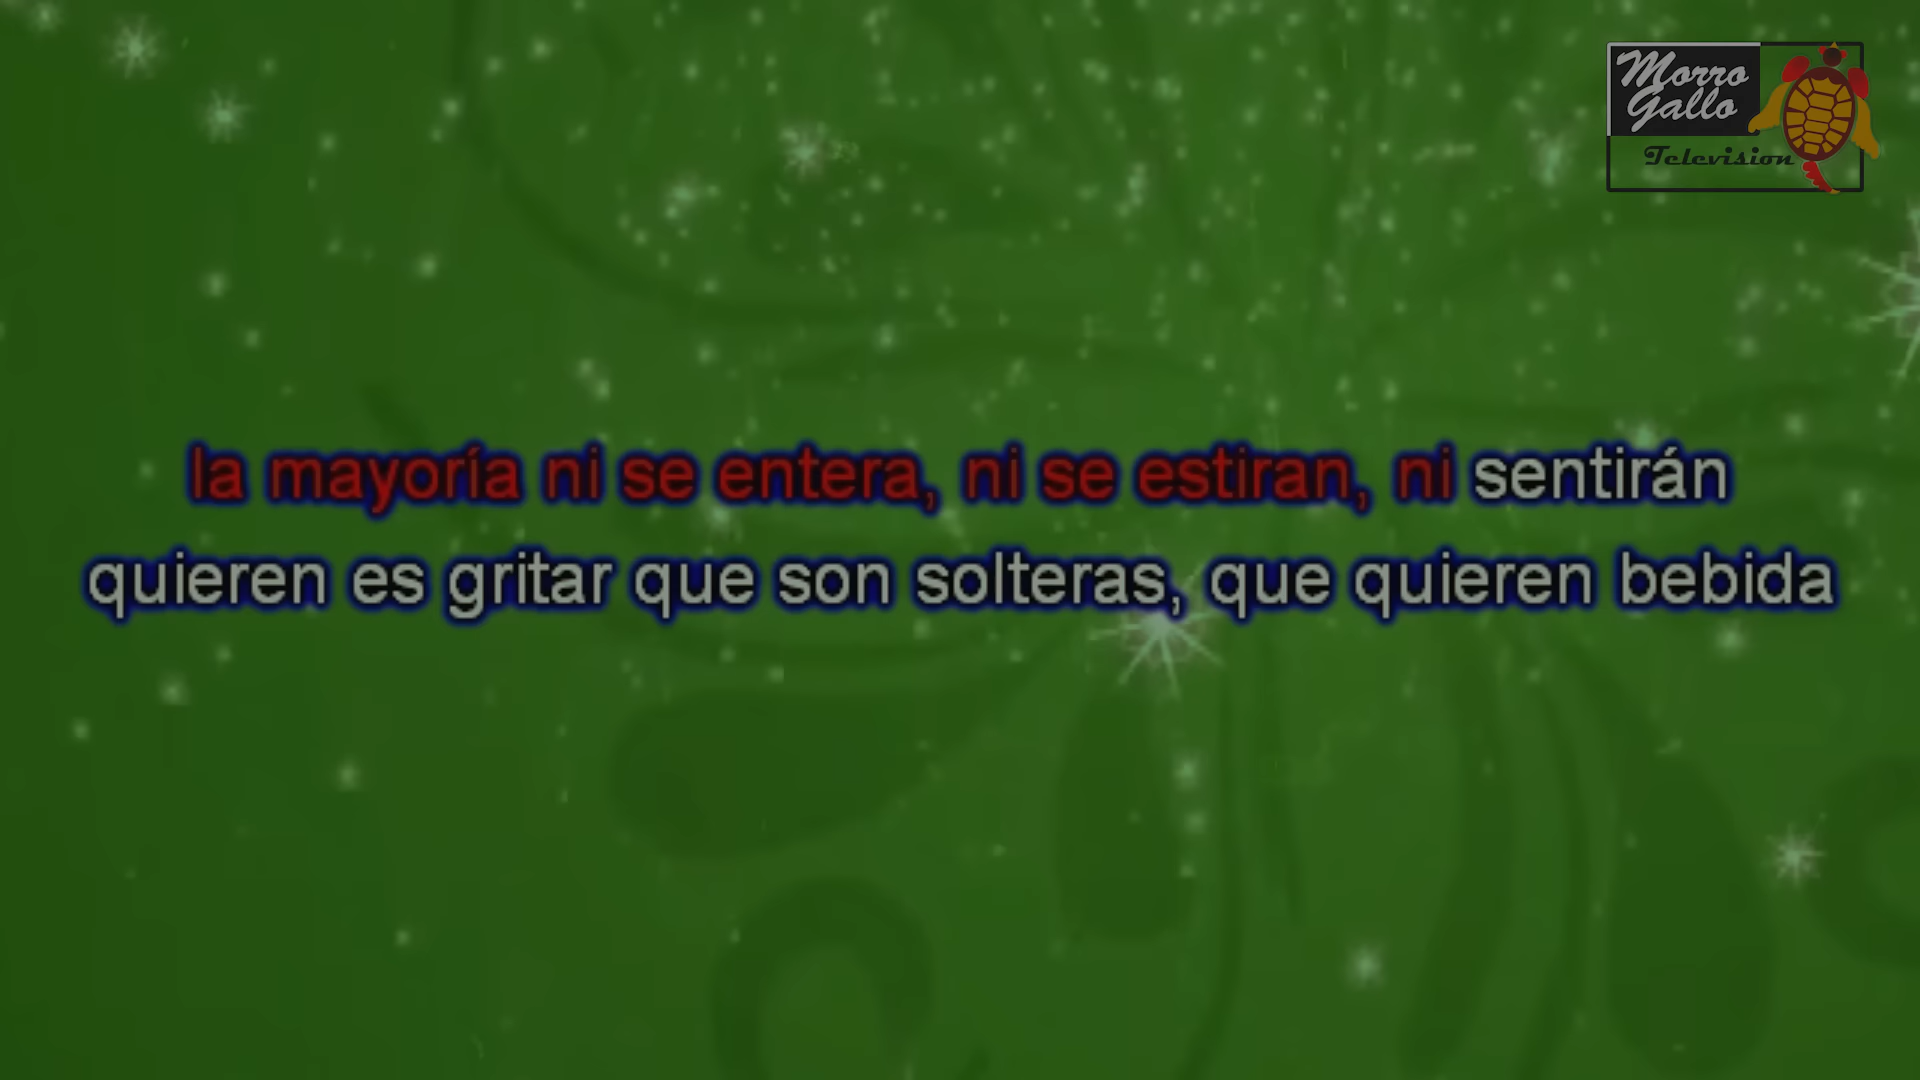 Morro
Gallo
Television
la mayoría ni se entera, ni se estiran, ni sentirán
quieren es gritar que son solteras, que quieren bebida